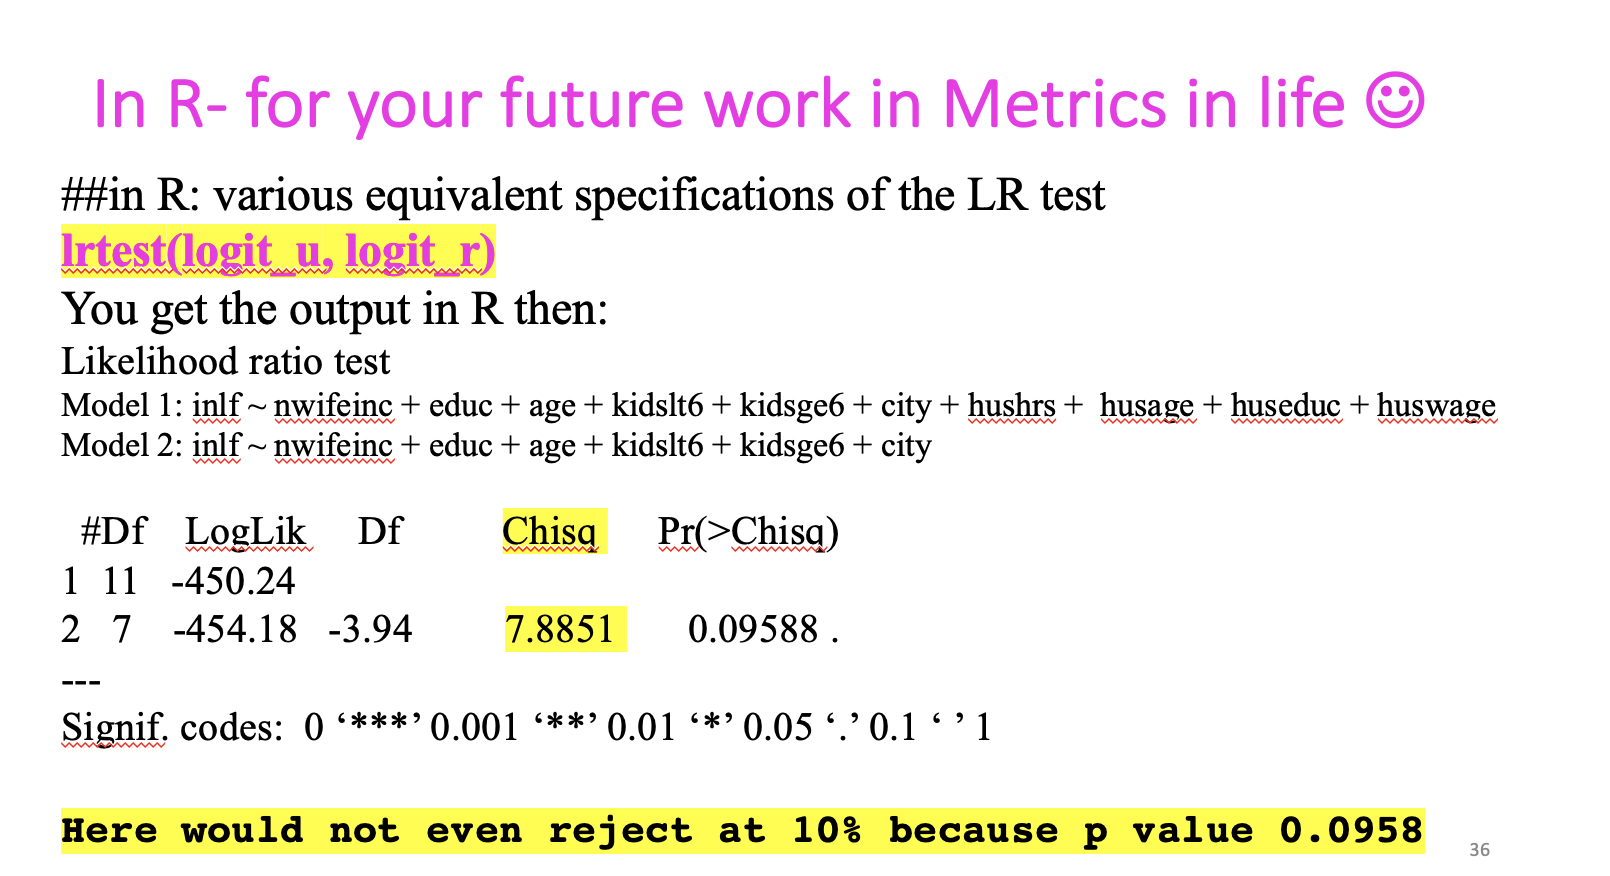 In R- for your future work in Metrics in life ☺
##in R: various equivalent specifications of the LR test
lrtest(logit_u, logit_r)
You get the output in R then:
Likelihood ratio test
Model 1: inlf ~ nwifeinc + educ + age + kidslt6 + kidsge6 + city + hushrs + husage + huseduc + huswage
Model 2: inlf ~ nwifeinc + educ + age + kidslt6 + kidsge6 + city
#Df LogLik Df Chisq Pr(>Chisq)
1 11 -450.24
2 7 -454.18 -3.94 7.8851 0.09588 .
---
Signif. codes: 0 ‘***’ 0.001 ‘**’ 0.01 ‘*’ 0.05 ‘.’ 0.1 ‘ ’ 1
Here would not even reject at 10% because p value 0.0958
36